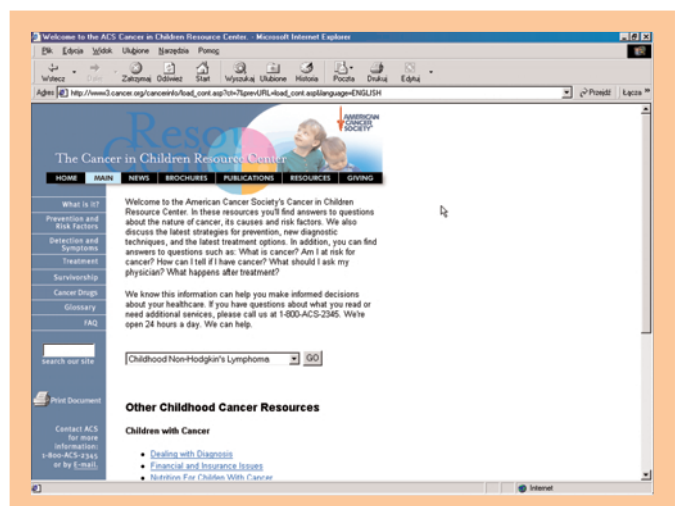 Welcome to the ACS Cancer in Children Resource Center. - Microsoft Internet Explorer
Plik Edycja Widok Ulubione Narzędzia Pomoc
Wstecz Dalej Zatrzymaj Odśwież Start Wyszukaj Ulubione Historia Poczta Drukuj Edytuj
Adres http://www3.cancer.org/cancerinfo/load_cont.asp?ct=7&prevURL=load_cont.asp&language=ENGLISH Przejdź Łącza »
AMERICAN
CANCER
SOCIETY
The Cancer in Children Resource Center
HOME MAIN NEWS BROCHURES PUBLICATIONS RESOURCES GIVING
What is it?
Prevention and
Risk Factors
Detection and
Symptoms
Treatment
Survivorship
Cancer Drugs
Glossary
FAQ
search our site
Print Document
Contact ACS
for more
information:
1-800-ACS-2345
or by E-mail.
Welcome to the American Cancer Society's Cancer in Children
Resource Center. In these resources you'll find answers to questions
about the nature of cancer, its causes and risk factors. We also
discuss the latest strategies for prevention, new diagnostic
techniques, and the latest treatment options. In addition, you can find
answers to questions such as: What is cancer? Am I at risk for
cancer? How can I tell if I have cancer? What should I ask my
physician? What happens after treatment?
We know this information can help you make informed decisions
about your healthcare. If you have questions about what you read or
need additional services, please call us at 1-800-ACS-2345. We're
open 24 hours a day. We can help.
Childhood Non-Hodgkin's Lymphoma GO
Other Childhood Cancer Resources
Children with Cancer
Dealing with Diagnosis
Financial and Insurance Issues
Nutrition For Children With Cancer
Internet